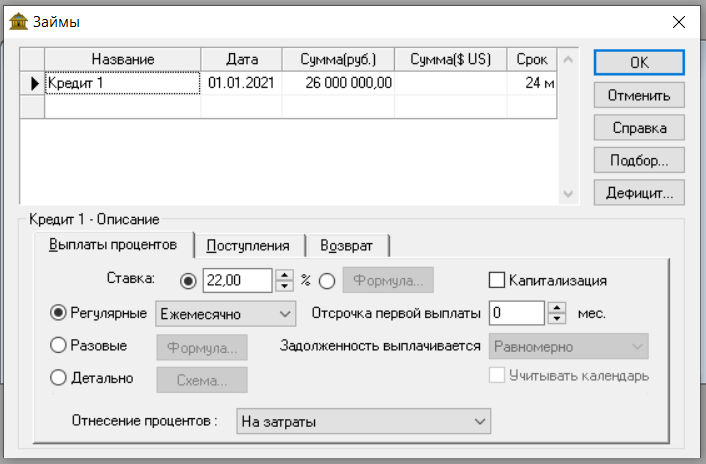 Займы
Название Дата Сумма(руб.) Сумма($ US) Срок
Кредит 1 01.01.2021 26 000 000,00 24 м
OK
Отменить
Справка
Подбор...
Дефицит...
Кредит 1 - Описание
Выплаты процентов Поступления Возврат
Ставка: 22,00 % Формула... Капитализация
Регулярные Ежемесячно Отсрочка первой выплаты 0 мес.
Разовые Формула... Задолженность выплачивается Равномерно
Детально Схема... Учитывать календарь
Отнесение процентов : На затраты